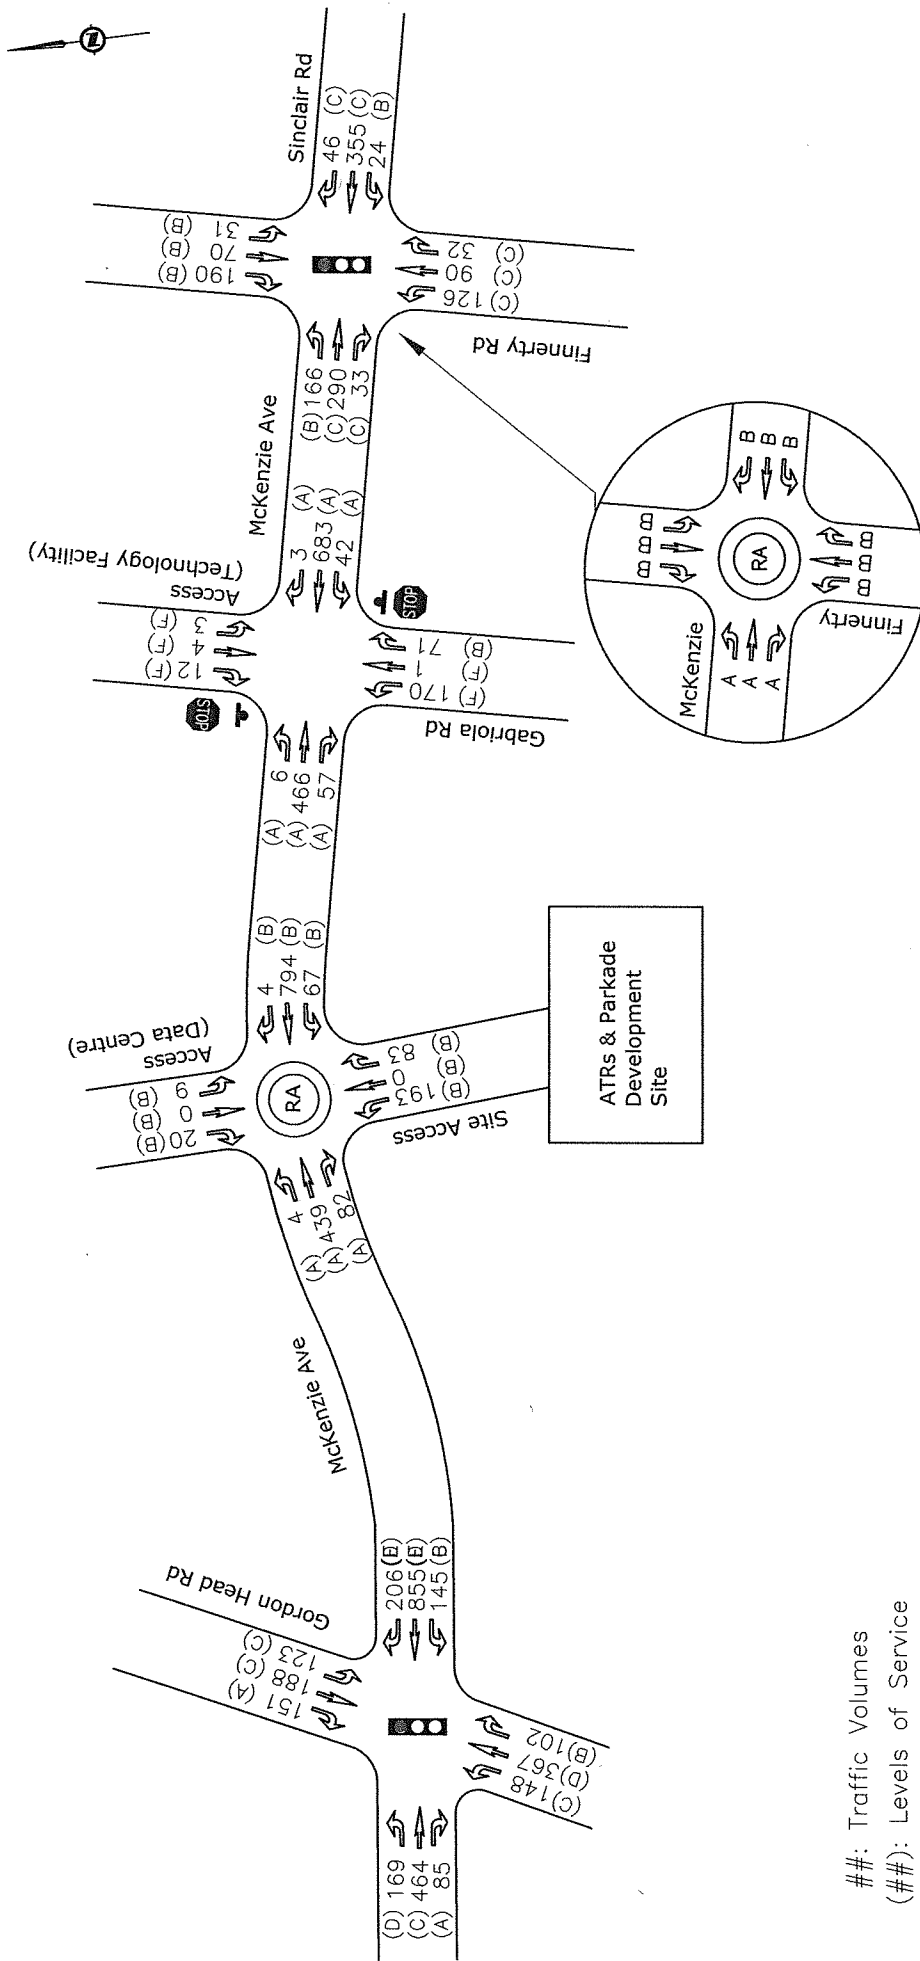 Z
Sinclair Rd
46 (C)
355 (C)
24 (B)
31 (B)
70 (B)
190 (B)
(C) 32
(C) 90
(C) 126
Finnerty Rd
(B) 166
(C) 290
(C) 33
McKenzie Ave
3 (A)
683 (A)
42 (A)
Access
(Technology Facility)
3 (F)
4 (F)
12 (F)
STOP
STOP
(B) 71
(F) 1
(F) 170
Gabriola Rd
(A) 6
(A) 466
(A) 57
4 (B)
794 (B)
67 (B)
Access
(Data Centre)
9 (B)
0 (B)
20 (B)
RA
(B) 83
(B) 0
(B) 193
Site Access
ATRs & Parkade
Development
Site
(A) 4
(A) 439
(A) 82
McKenzie Ave
206 (E)
855 (E)
145 (B)
Gordon Head Rd
123 (C)
188 (C)
151 (A)
(B) 102
(D) 367
(C) 148
(D) 169
(C) 464
(A) 85
McKenzie
B
B
B
B
B
B
A
A
A
B
B
B
RA
Finnerty
##: Traffic Volumes
(##): Levels of Service